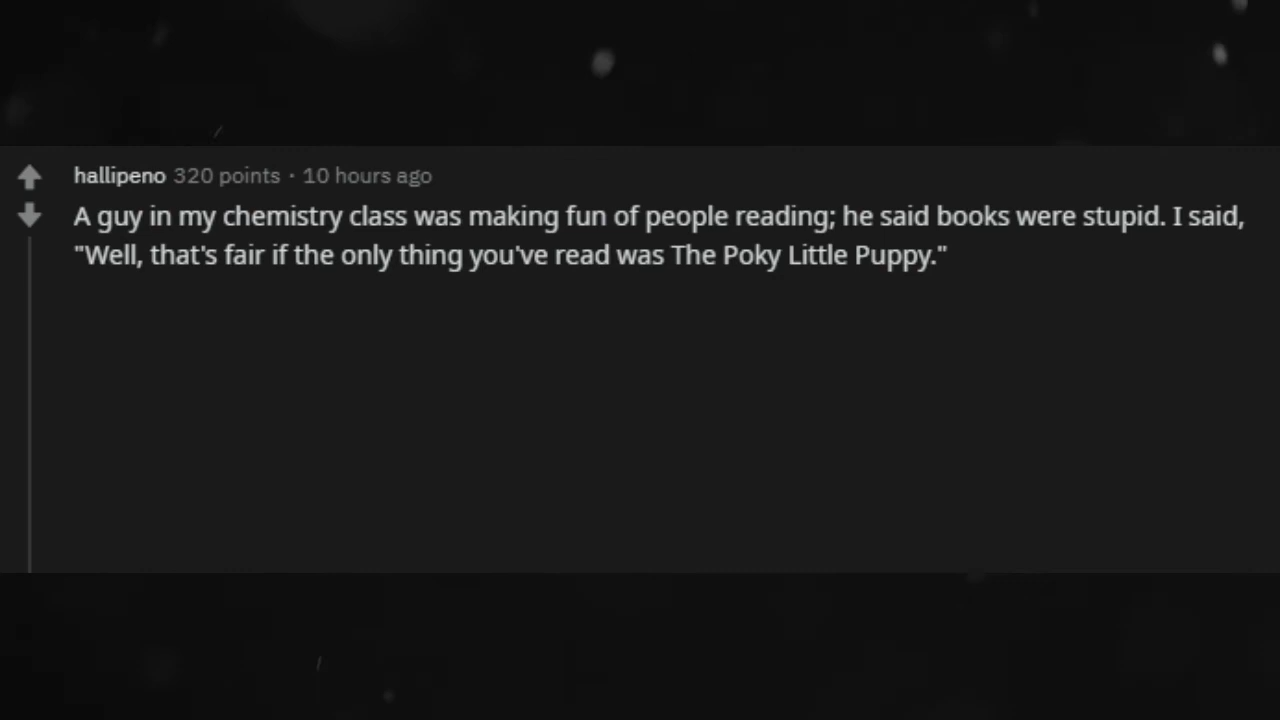 hallipeno 320 points · 10 hours ago
A guy in my chemistry class was making fun of people reading; he said books were stupid. I said,
"Well, that's fair if the only thing you've read was The Poky Little Puppy."